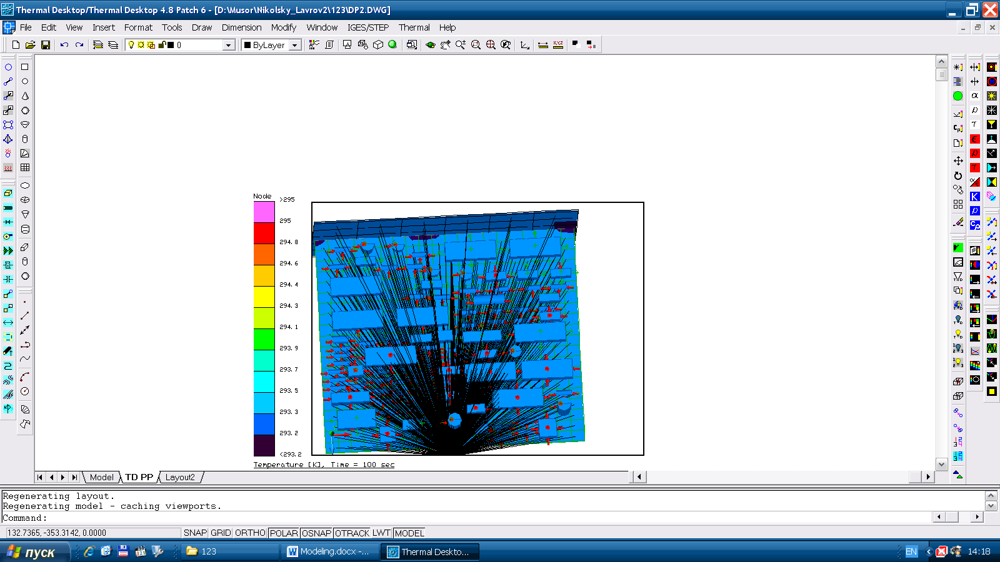 Thermal Desktop/Thermal Desktop 4.8 Patch 6 - [D:\Musor\Nikolsky_Lavrov2\123\DP2.DWG]
File Edit View Insert Format Tools Draw Dimension Modify Window IGES/STEP Thermal Help
0 ByLayer
Node
>295
295
294.8
294.6
294.4
294.3
294.1
293.9
293.7
293.5
293.3
293.2
<293.2
Temperature [K], Time = 100 sec
Model TD PP Layout2
Regenerating layout.
Regenerating model - caching viewports.
Command:
132.7365, -353.3142, 0.0000 SNAP GRID ORTHO POLAR OSNAP OTRACK LWT MODEL
пуск 123 Modeling.docx -... Thermal Deskto... EN 14:18